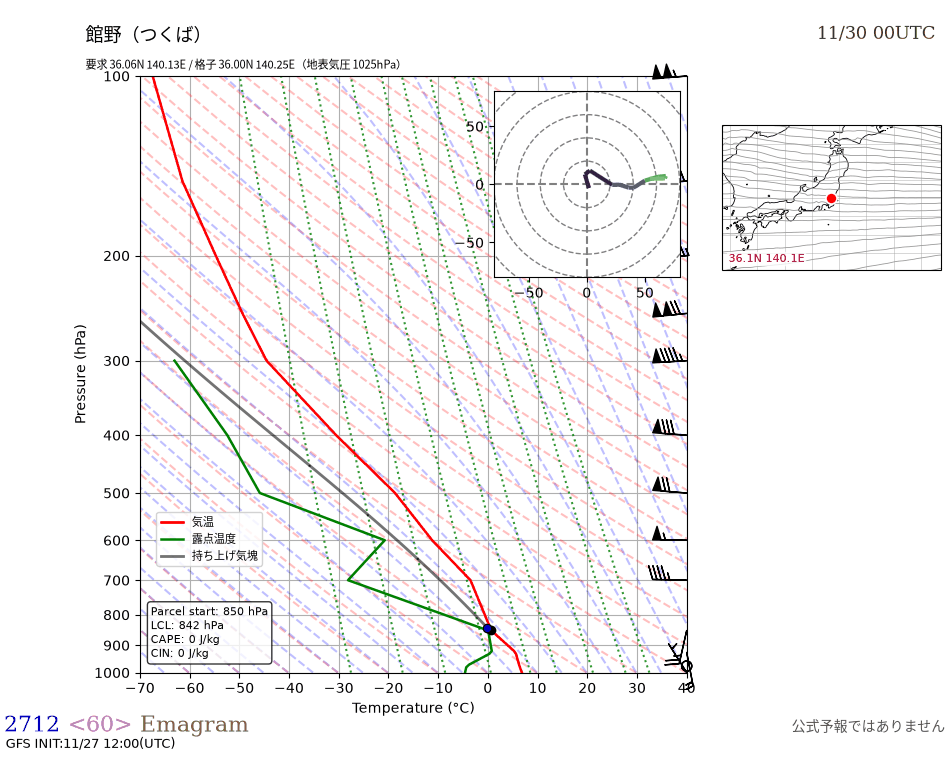 館野（つくば）
11/30 00UTC
要求 36.06N 140.13E / 格子 36.00N 140.25E（地表気圧 1025hPa）
Pressure (hPa)
100
200
300
400
500
600
700
800
900
1000
−70 −60 −50 −40 −30 −20 −10 0 10 20 30 40
Temperature (°C)
50
0
−50
−50 0 50
36.1N 140.1E
気温
露点温度
持ち上げ気塊
Parcel start: 850 hPa
LCL: 842 hPa
CAPE: 0 J/kg
CIN: 0 J/kg
2712 <60> Emagram
公式予報ではありません
GFS INIT:11/27 12:00(UTC)